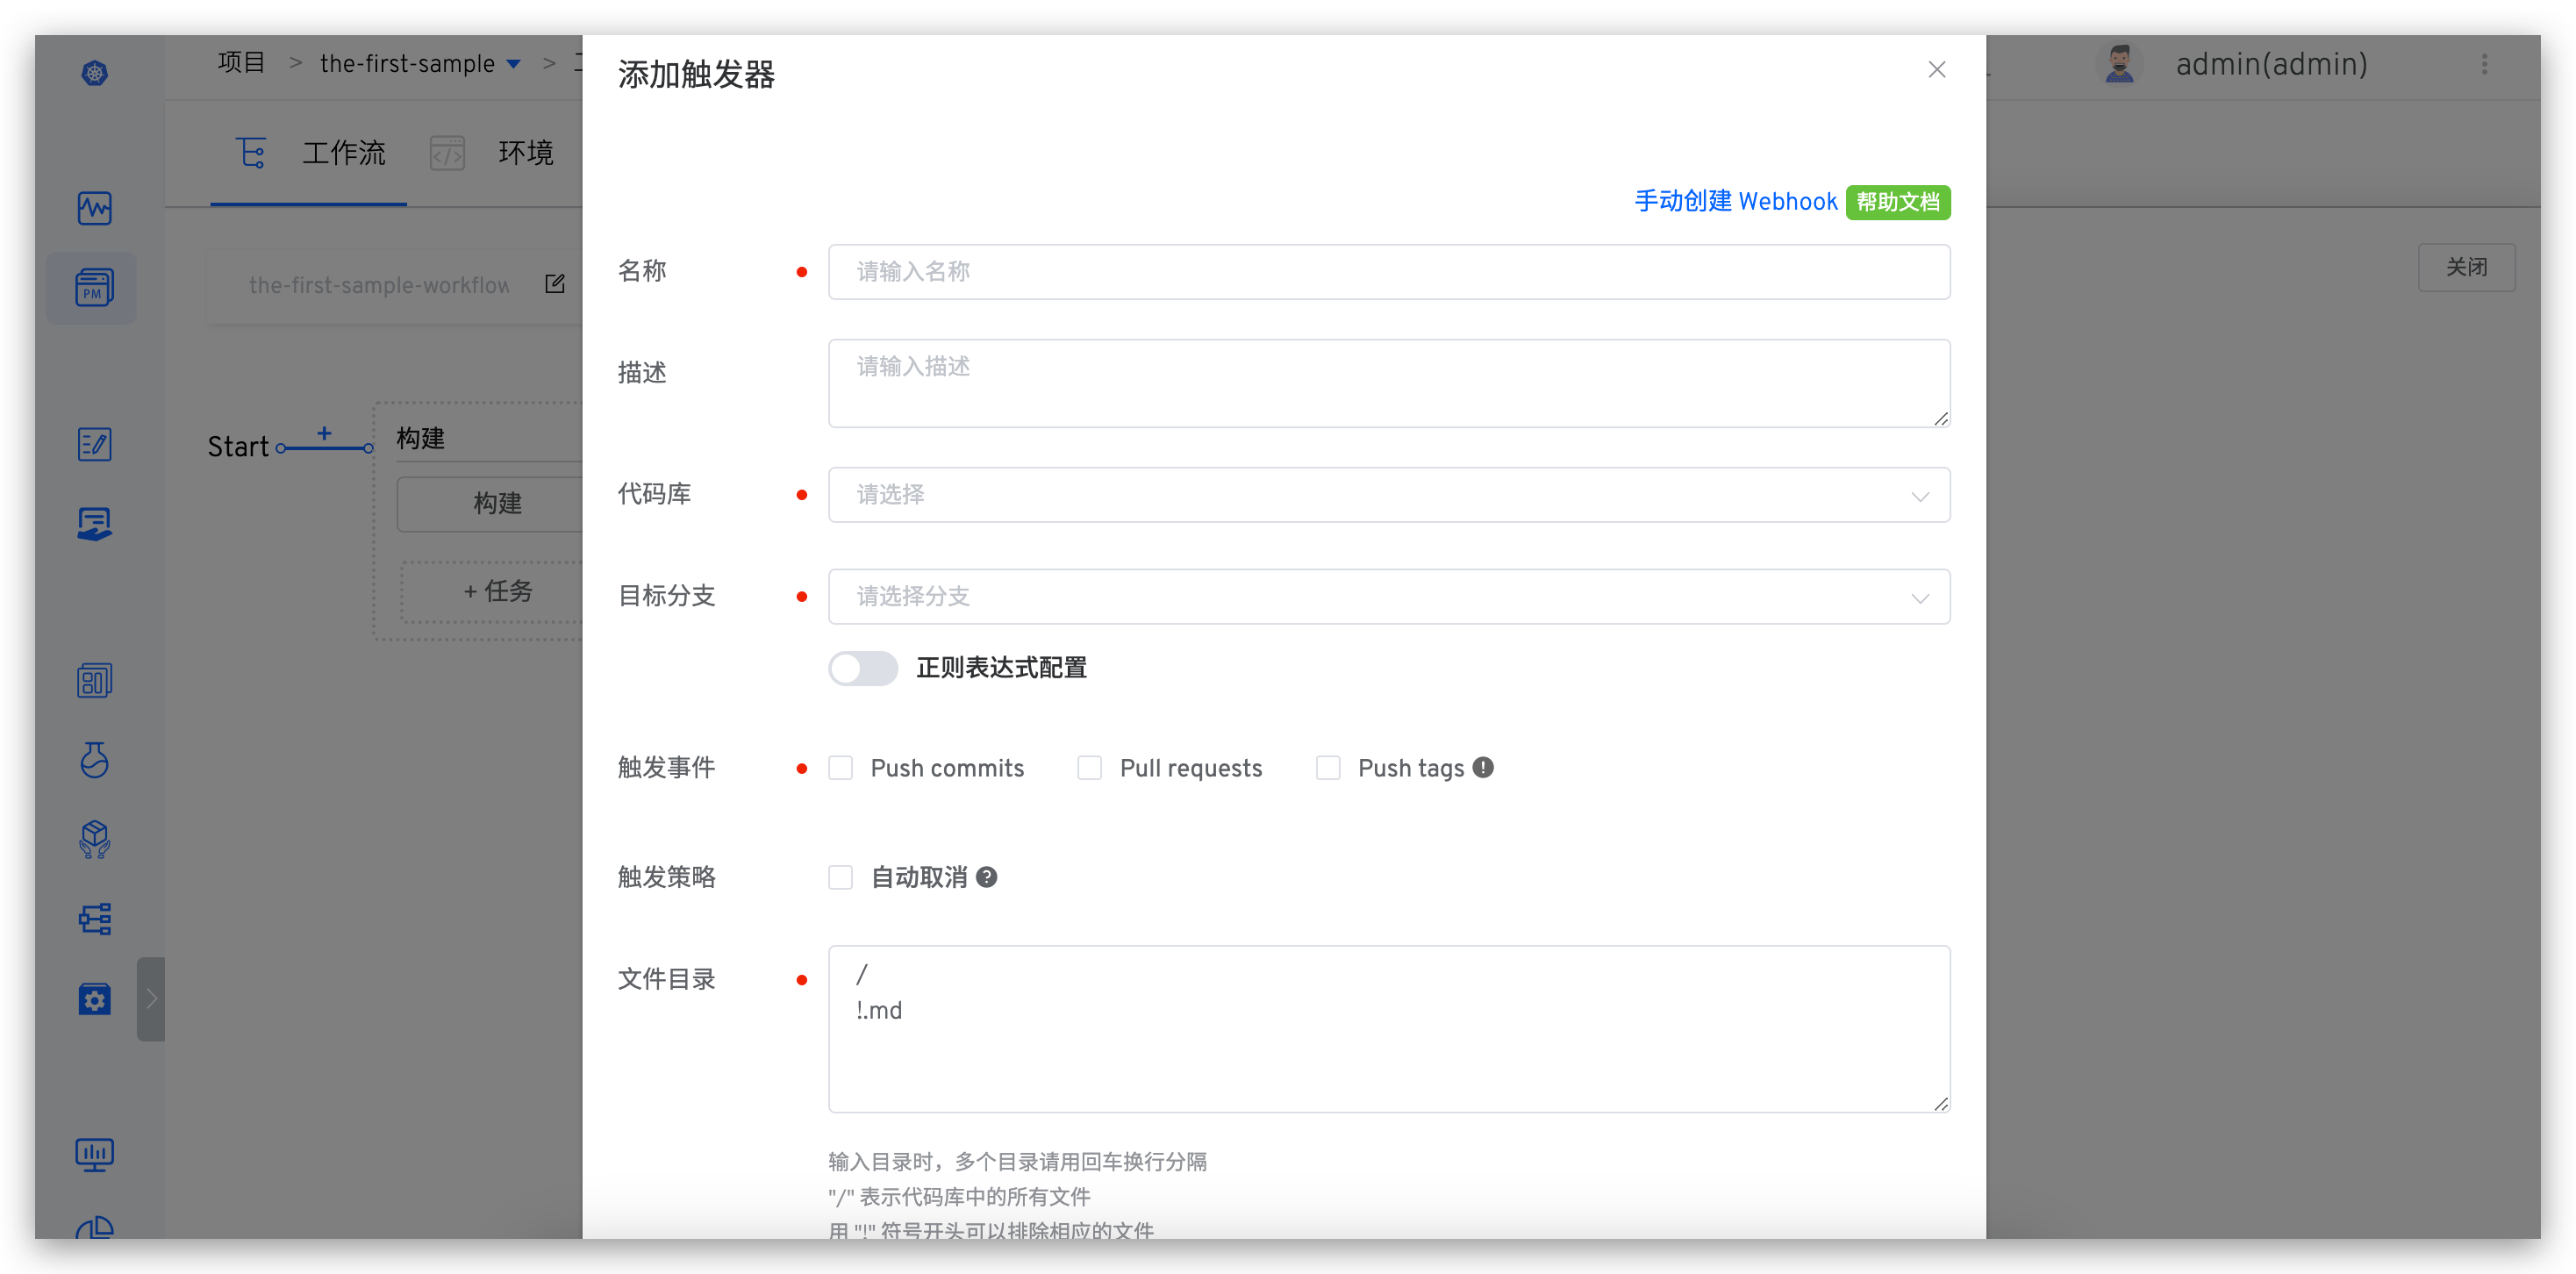 项目 > the-first-sample >
admin(admin)
工作流
环境
the-first-sample-workflow
关闭
Start
+
构建
构建
+ 任务
PM
添加触发器
手动创建 Webhook 帮助文档
名称
请输入名称
描述
请输入描述
代码库
请选择
目标分支
请选择分支
正则表达式配置
触发事件
Push commits
Pull requests
Push tags
触发策略
自动取消
文件目录
/
!.md
输入目录时，多个目录请用回车换行分隔
"/" 表示代码库中的所有文件
用 "!" 符号开头可以排除相应的文件